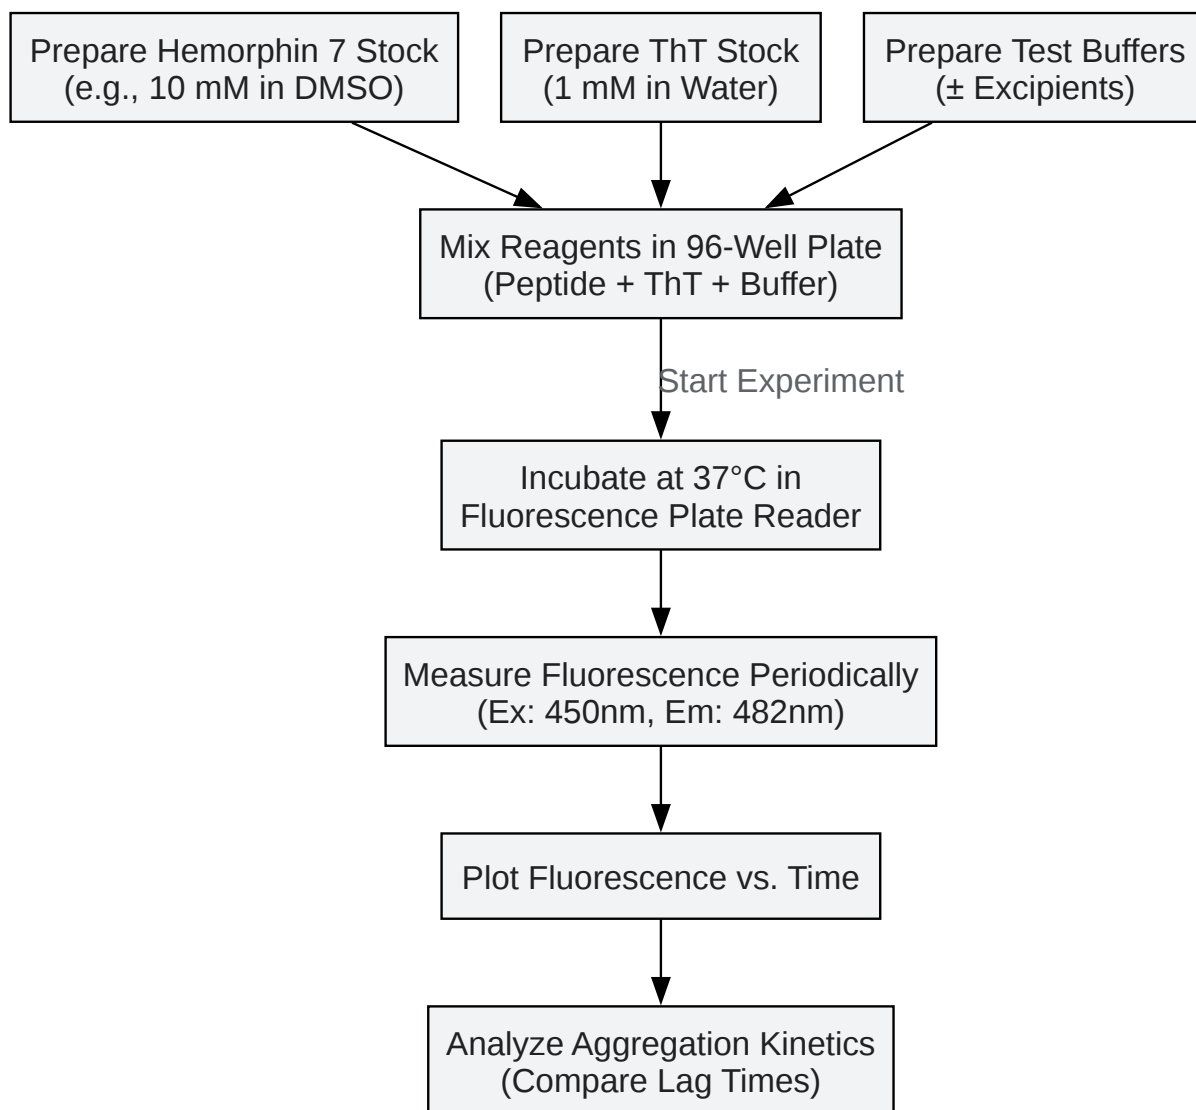 Prepare Hemorphin 7 Stock
(e.g., 10 mM in DMSO)
Prepare ThT Stock
(1 mM in Water)
Prepare Test Buffers
(± Excipients)
Mix Reagents in 96-Well Plate
(Peptide + ThT + Buffer)
Start Experiment
Incubate at 37°C in
Fluorescence Plate Reader
Measure Fluorescence Periodically
(Ex: 450nm, Em: 482nm)
Plot Fluorescence vs. Time
Analyze Aggregation Kinetics
(Compare Lag Times)